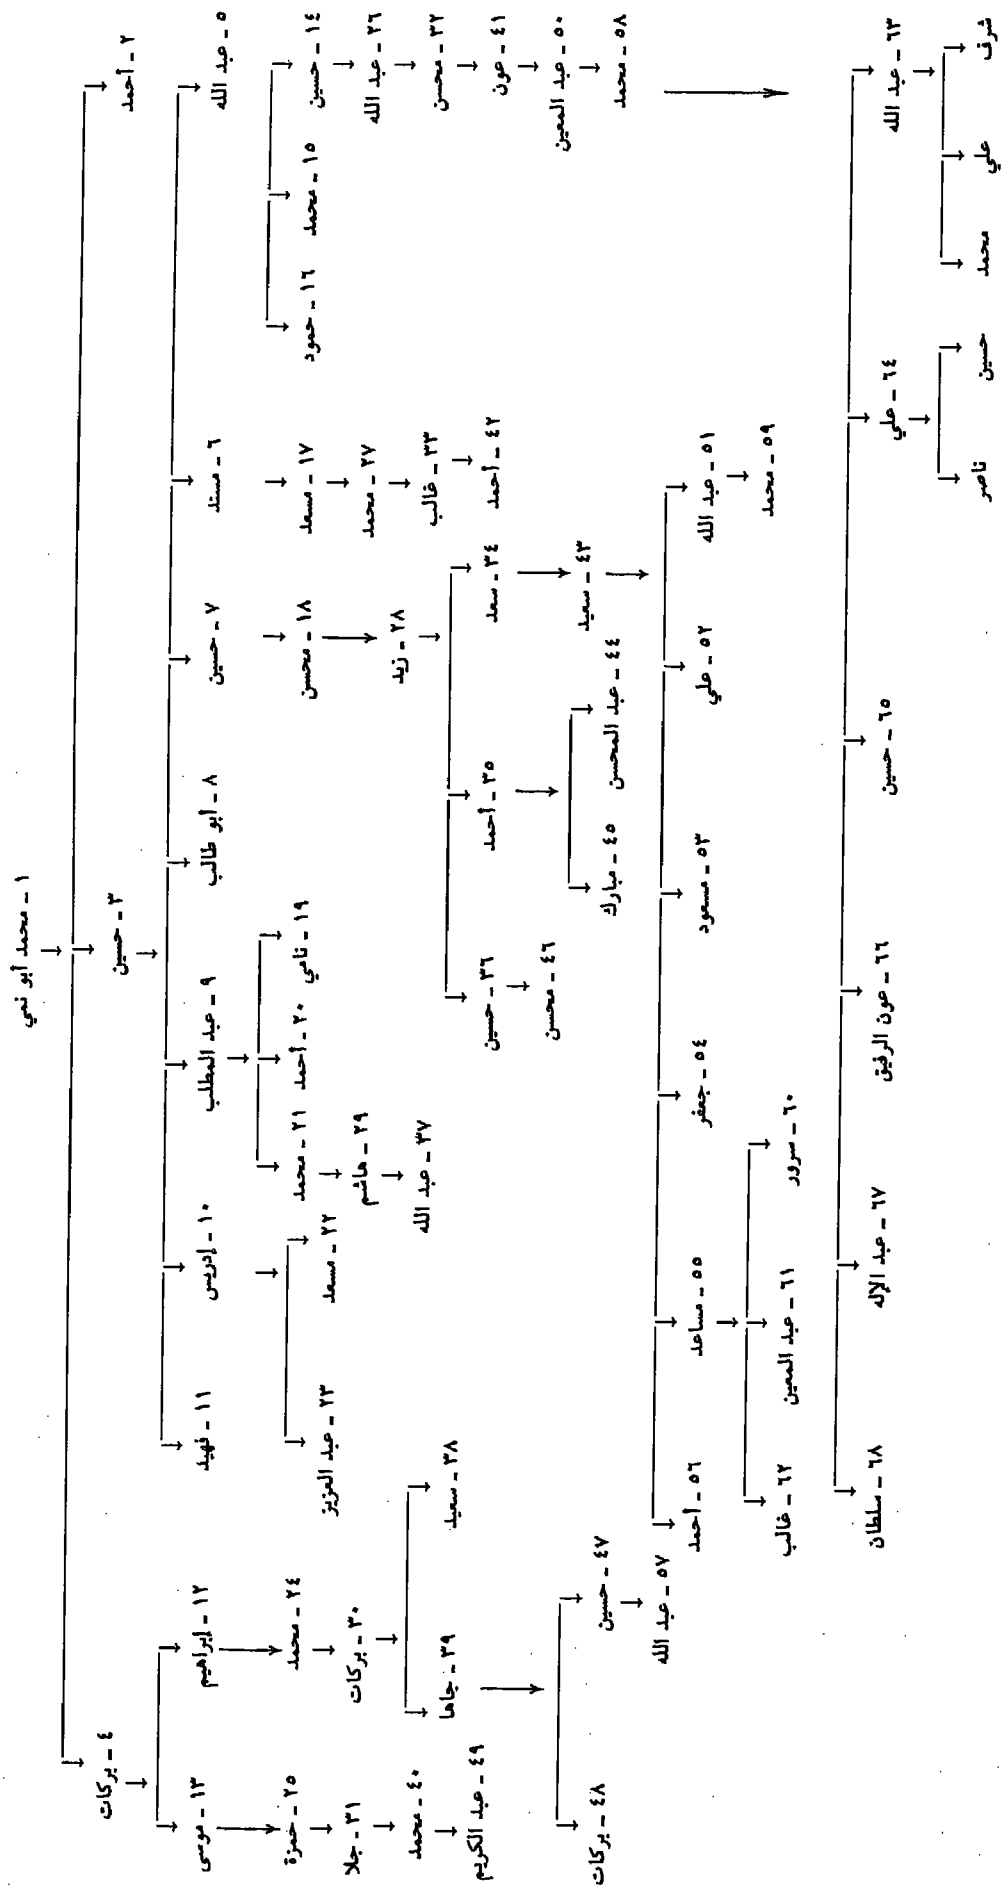 ١ - محمد أبو نمي
٢ - أحمد
٣ - حسين
٤ - بركات
٥ - عبد الله
٦ - مسند
٧ - حسين
٨ - أبو طالب
٩ - عبد المطلب
١٠ - إدريس
١١ - فهيد
١٢ - إبراهيم
١٣ - موسى
١٤ - حسين
١٥ - محمد
١٦ - حمود
١٧ - مسعد
١٨ - محسن
١٩ - نامي
٢٠ - أحمد
٢١ - محمد
٢٢ - مسعد
٢٣ - عبد العزيز
٢٤ - محمد
٢٥ - حمزة
٢٦ - عبد الله
٢٧ - محمد
٢٨ - زيد
٢٩ - هاشم
٣٠ - بركات
٣١ - جلا
٣٢ - محسن
٣٣ - غالب
٣٤ - سعد
٣٥ - أحمد
٣٦ - حسين
٣٧ - عبد الله
٣٨ - سعيد
٣٩ - جاها
٤٠ - محمد
٤١ - عون
٤٢ - أحمد
٤٣ - سعيد
٤٤ - عبد المحسن
٤٥ - مبارك
٤٦ - محسن
٤٧ - حسين
٤٨ - بركات
٤٩ - عبد الكريم
٥٠ - عبد المعين
٥١ - عبد الله
٥٢ - علي
٥٣ - مسعود
٥٤ - جعفر
٥٥ - مساعد
٥٦ - أحمد
٥٧ - عبد الله
٥٨ - محمد
٥٩ - محمد
٦٠ - سرور
٦١ - عبد المعين
٦٢ - غالب
٦٣ - عبد الله
٦٤ - علي
٦٥ - حسين
٦٦ - عون الرفيق
٦٧ - عبد الإله
٦٨ - سلطان
شرف
علي
محمد
حسين
ناصر